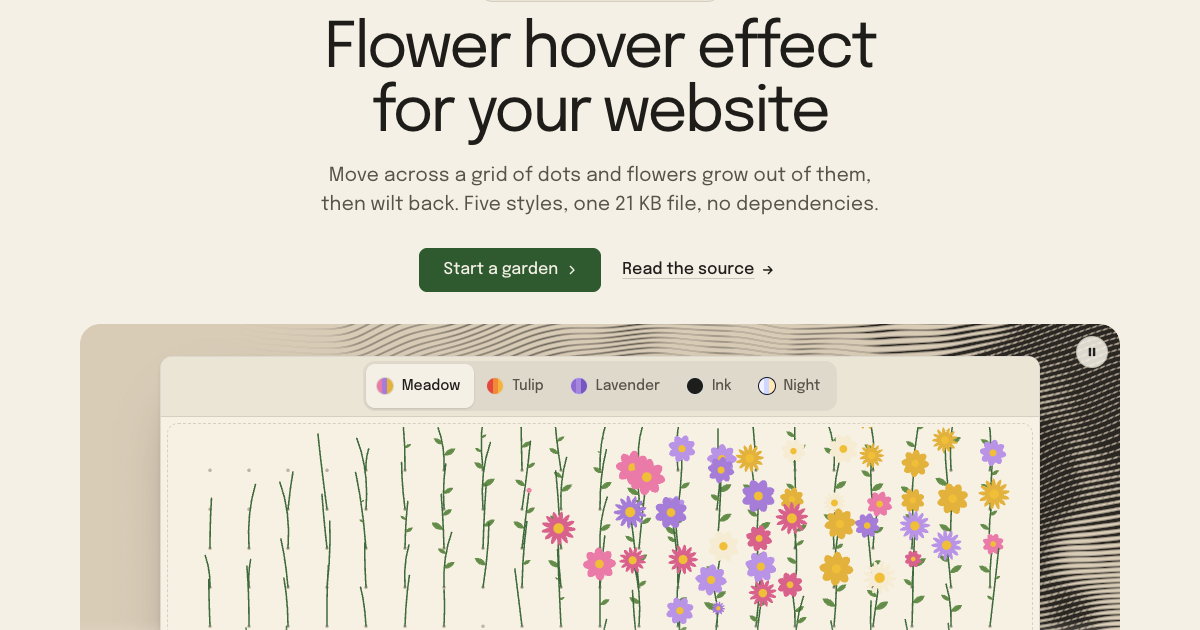 Flower hover effect
for your website
Move across a grid of dots and flowers grow out of them,
then wilt back. Five styles, one 21 KB file, no dependencies.
Start a garden
Read the source
Meadow
Tulip
Lavender
Ink
Night